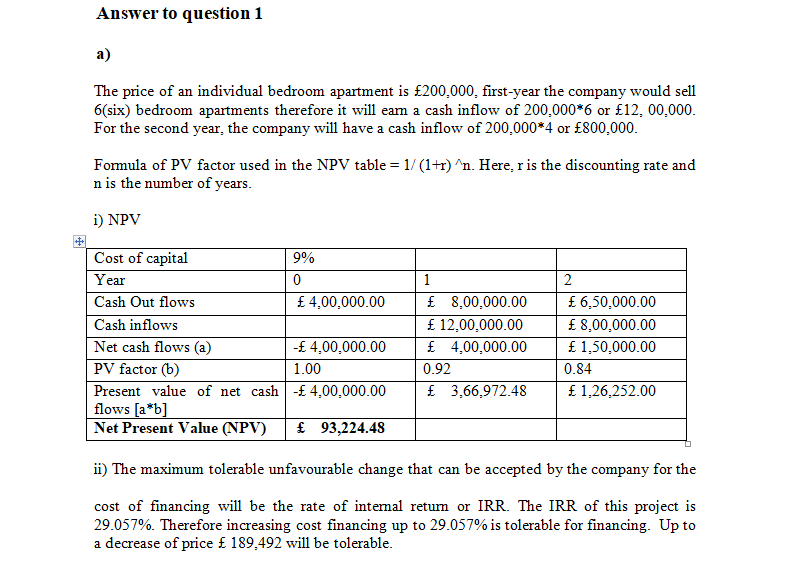 Answer to question 1
a)
The price of an individual bedroom apartment is £200,000, first-year the company would sell
6(six) bedroom apartments therefore it will earn a cash inflow of 200,000*6 or £12, 00,000.
For the second year, the company will have a cash inflow of 200,000*4 or £800,000.
Formula of PV factor used in the NPV table = 1/ (1+r) ^n. Here, r is the discounting rate and
n is the number of years.
i) NPV
Cost of capital 9%
Year 0 1 2
Cash Out flows £ 4,00,000.00 £ 8,00,000.00 £ 6,50,000.00
Cash inflows £ 12,00,000.00 £ 8,00,000.00
Net cash flows (a) -£ 4,00,000.00 £ 4,00,000.00 £ 1,50,000.00
PV factor (b) 1.00 0.92 0.84
Present value of net cash -£ 4,00,000.00 £ 3,66,972.48 £ 1,26,252.00
flows [a*b]
Net Present Value (NPV) £ 93,224.48
ii) The maximum tolerable unfavourable change that can be accepted by the company for the
cost of financing will be the rate of internal return or IRR. The IRR of this project is
29.057%. Therefore increasing cost financing up to 29.057% is tolerable for financing. Up to
a decrease of price £ 189,492 will be tolerable.